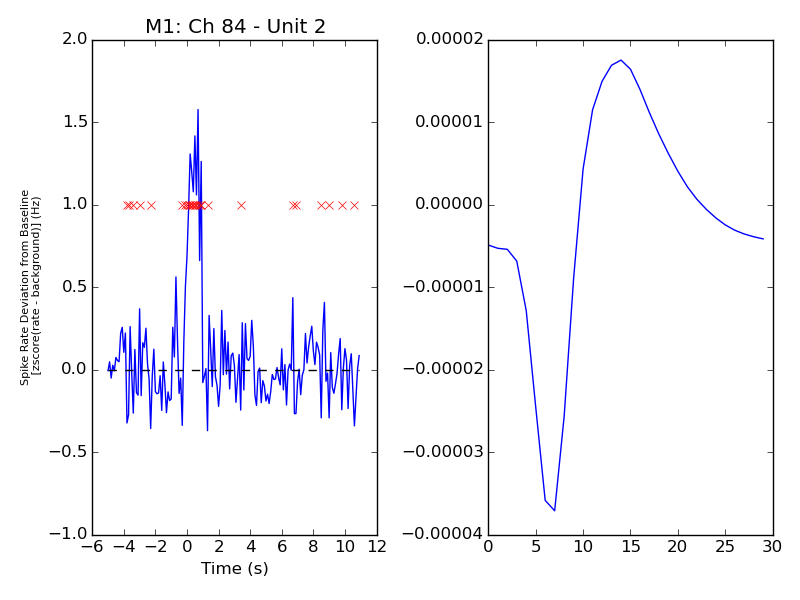 M1: Ch 84 - Unit 2
2.0
1.5
1.0
0.5
0.0
−0.5
−1.0
Spike Rate Deviation from Baseline
[zscore(rate - background)] (Hz)
−6 −4 −2 0 2 4 6 8 10 12
Time (s)
0.00002
0.00001
0.00000
−0.00001
−0.00002
−0.00003
−0.00004
0 5 10 15 20 25 30